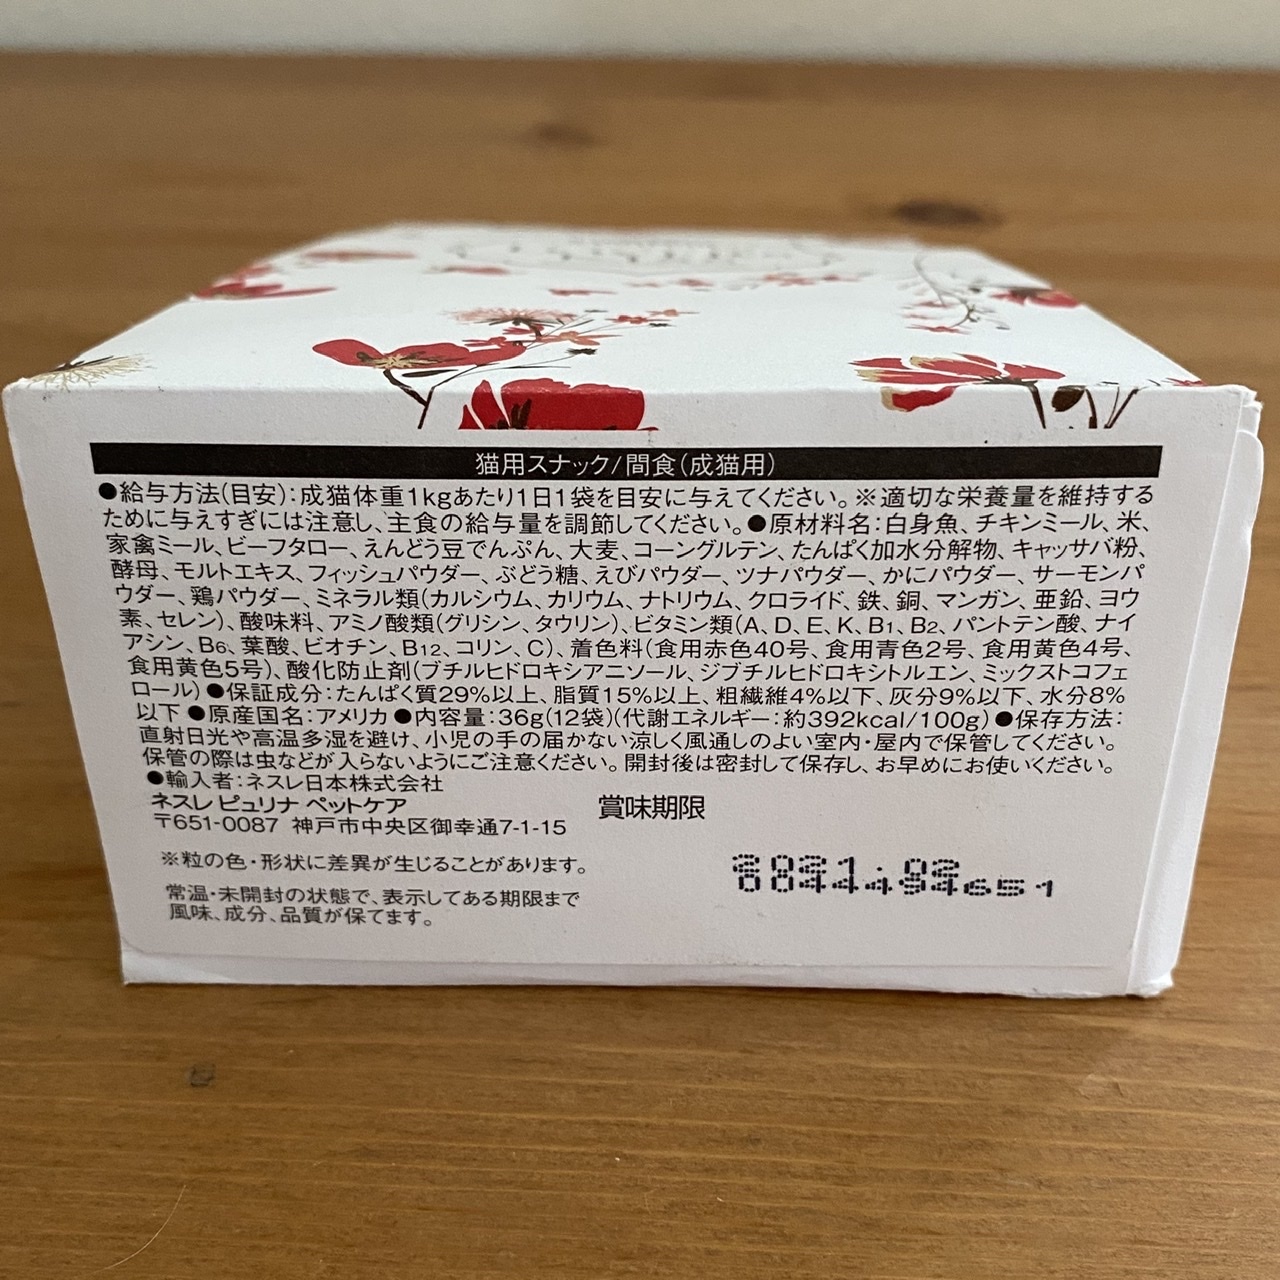 猫用スナック/間食(成猫用)
●給与方法(目安):成猫体重1kgあたり1日1袋を目安に与えてください。※適切な栄養量を維持する
ために与えすぎには注意し、主食の給与量を調節してください。●原材料名:白身魚、チキンミール、米、
家禽ミール、ビーフタロー、えんどう豆でんぷん、大麦、コーングルテン、たんぱく加水分解物、キャッサバ粉、
酵母、モルトエキス、フィッシュパウダー、ぶどう糖、えびパウダー、ツナパウダー、かにパウダー、サーモンパ
ウダー、鶏パウダー、ミネラル類(カルシウム、カリウム、ナトリウム、クロライド、鉄、銅、マンガン、亜鉛、ヨウ
素、セレン)、酸味料、アミノ酸類(グリシン、タウリン)、ビタミン類(A、D、E、K、B1、B2、パントテン酸、ナイ
アシン、B6、葉酸、ビオチン、B12、コリン、C)、着色料(食用赤色40号、食用青色2号、食用黄色4号、
食用黄色5号)、酸化防止剤(ブチルヒドロキシアニソール、ジブチルヒドロキシトルエン、ミックストコフェ
ロール)●保証成分:たんぱく質29%以上、脂質15%以上、粗繊維4%以下、灰分9%以下、水分8%
以下●原産国名:アメリカ●内容量:36g(12袋)(代謝エネルギー:約392kcal/100g)●保存方法:
直射日光や高温多湿を避け、小児の手の届かない涼しく風通しのよい室内・屋内で保管してください。
保管の際は虫などが入らないようにご注意ください。開封後は密封して保存し、お早めにお使いください。
●輸入者:ネスレ日本株式会社
ネスレ ピュリナ ペットケア
〒651-0087 神戸市中央区御幸通7-1-15
賞味期限
※粒の色・形状に差異が生じることがあります。
常温・未開封の状態で、表示してある期限まで
風味、成分、品質が保てます。